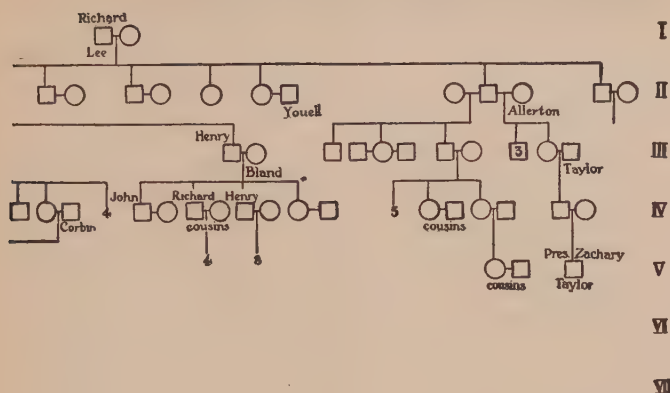 Richard
I
Lee
II
Youell
Allerton
Henry
3
III
Bland
Taylor
John
Richard
Henry
IV
Corbin
4
cousins
5
cousins
4
8
Pres. Zachary
V
cousins
Taylor
VI
VII